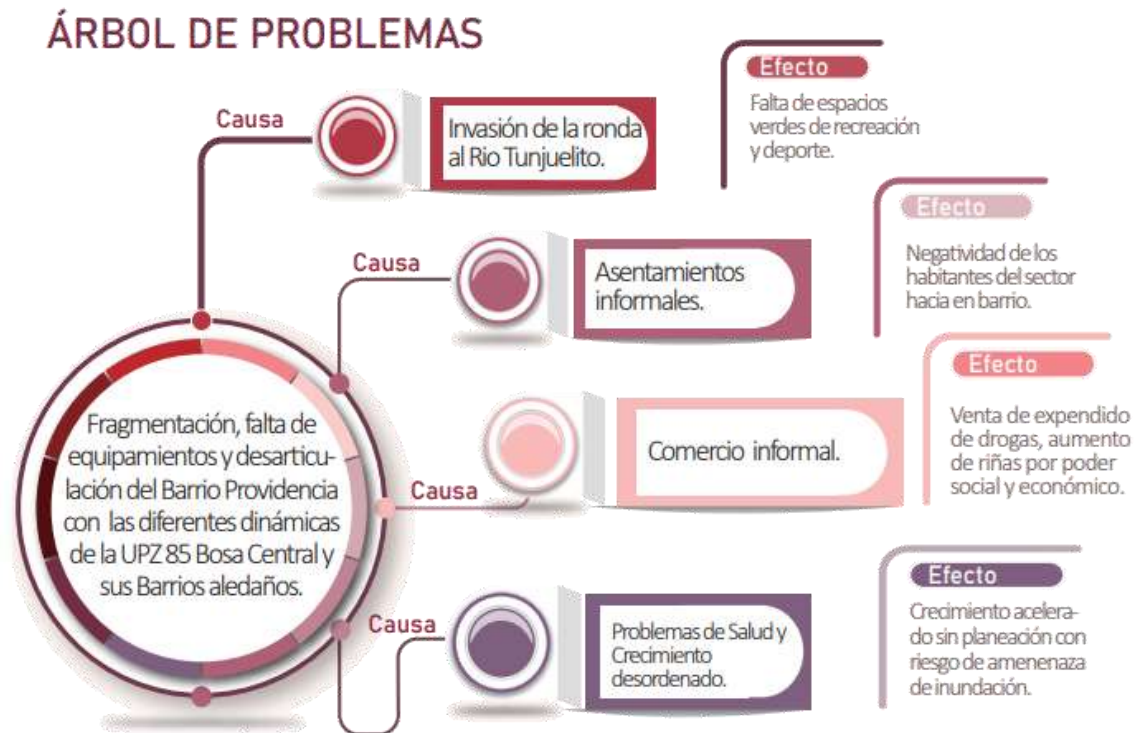 ÁRBOL DE PROBLEMAS
Causa
Invasión de la ronda
al Rio Tunjuelito.
Efecto
Falta de espacios
verdes de recreación
y deporte.
Causa
Asentamientos
informales.
Efecto
Negatividad de los
habitantes del sector
hacia en barrio.
Causa
Comercio informal.
Efecto
Venta de expendido
de drogas, aumento
de riñas por poder
social y económico.
Causa
Problemas de Salud y
Crecimiento
desordenado.
Efecto
Crecimiento acelera-
do sin planeación con
riesgo de amenenaza
de inundación.
Fragmentación, falta de
equipamientos y desarticu-
lación del Barrio Providencia
con las diferentes dinámicas
de la UPZ 85 Bosa Central y
sus Barrios aledaños.